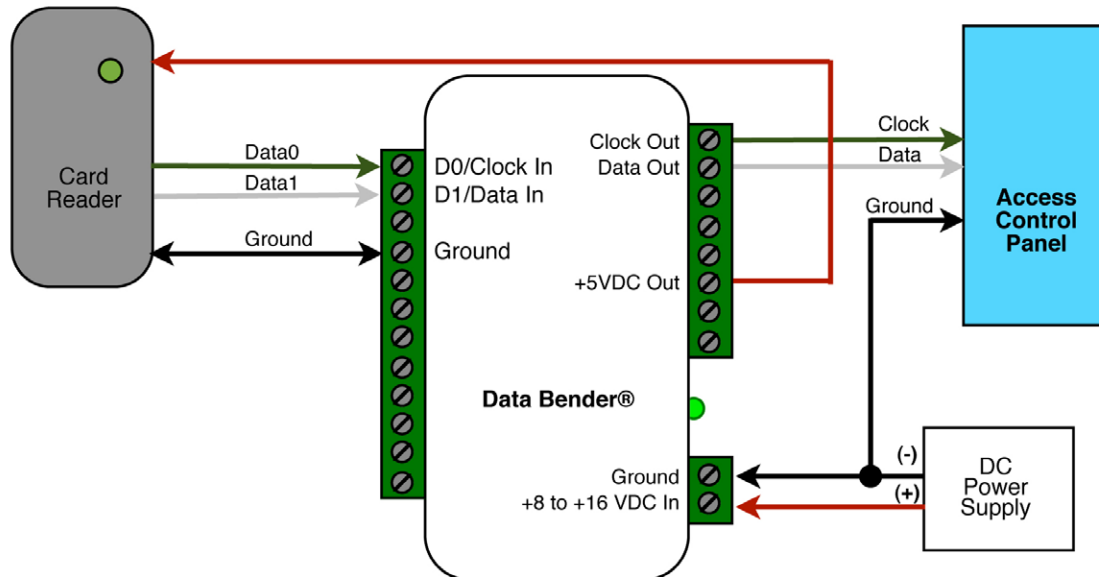 Card
Reader
Data0
Data1
Ground
D0/Clock In
D1/Data In
Ground
Clock Out
Data Out
+5VDC Out
Data Bender®
Ground
+8 to +16 VDC In
Clock
Data
Ground
Access
Control
Panel
(-)
(+)
DC
Power
Supply